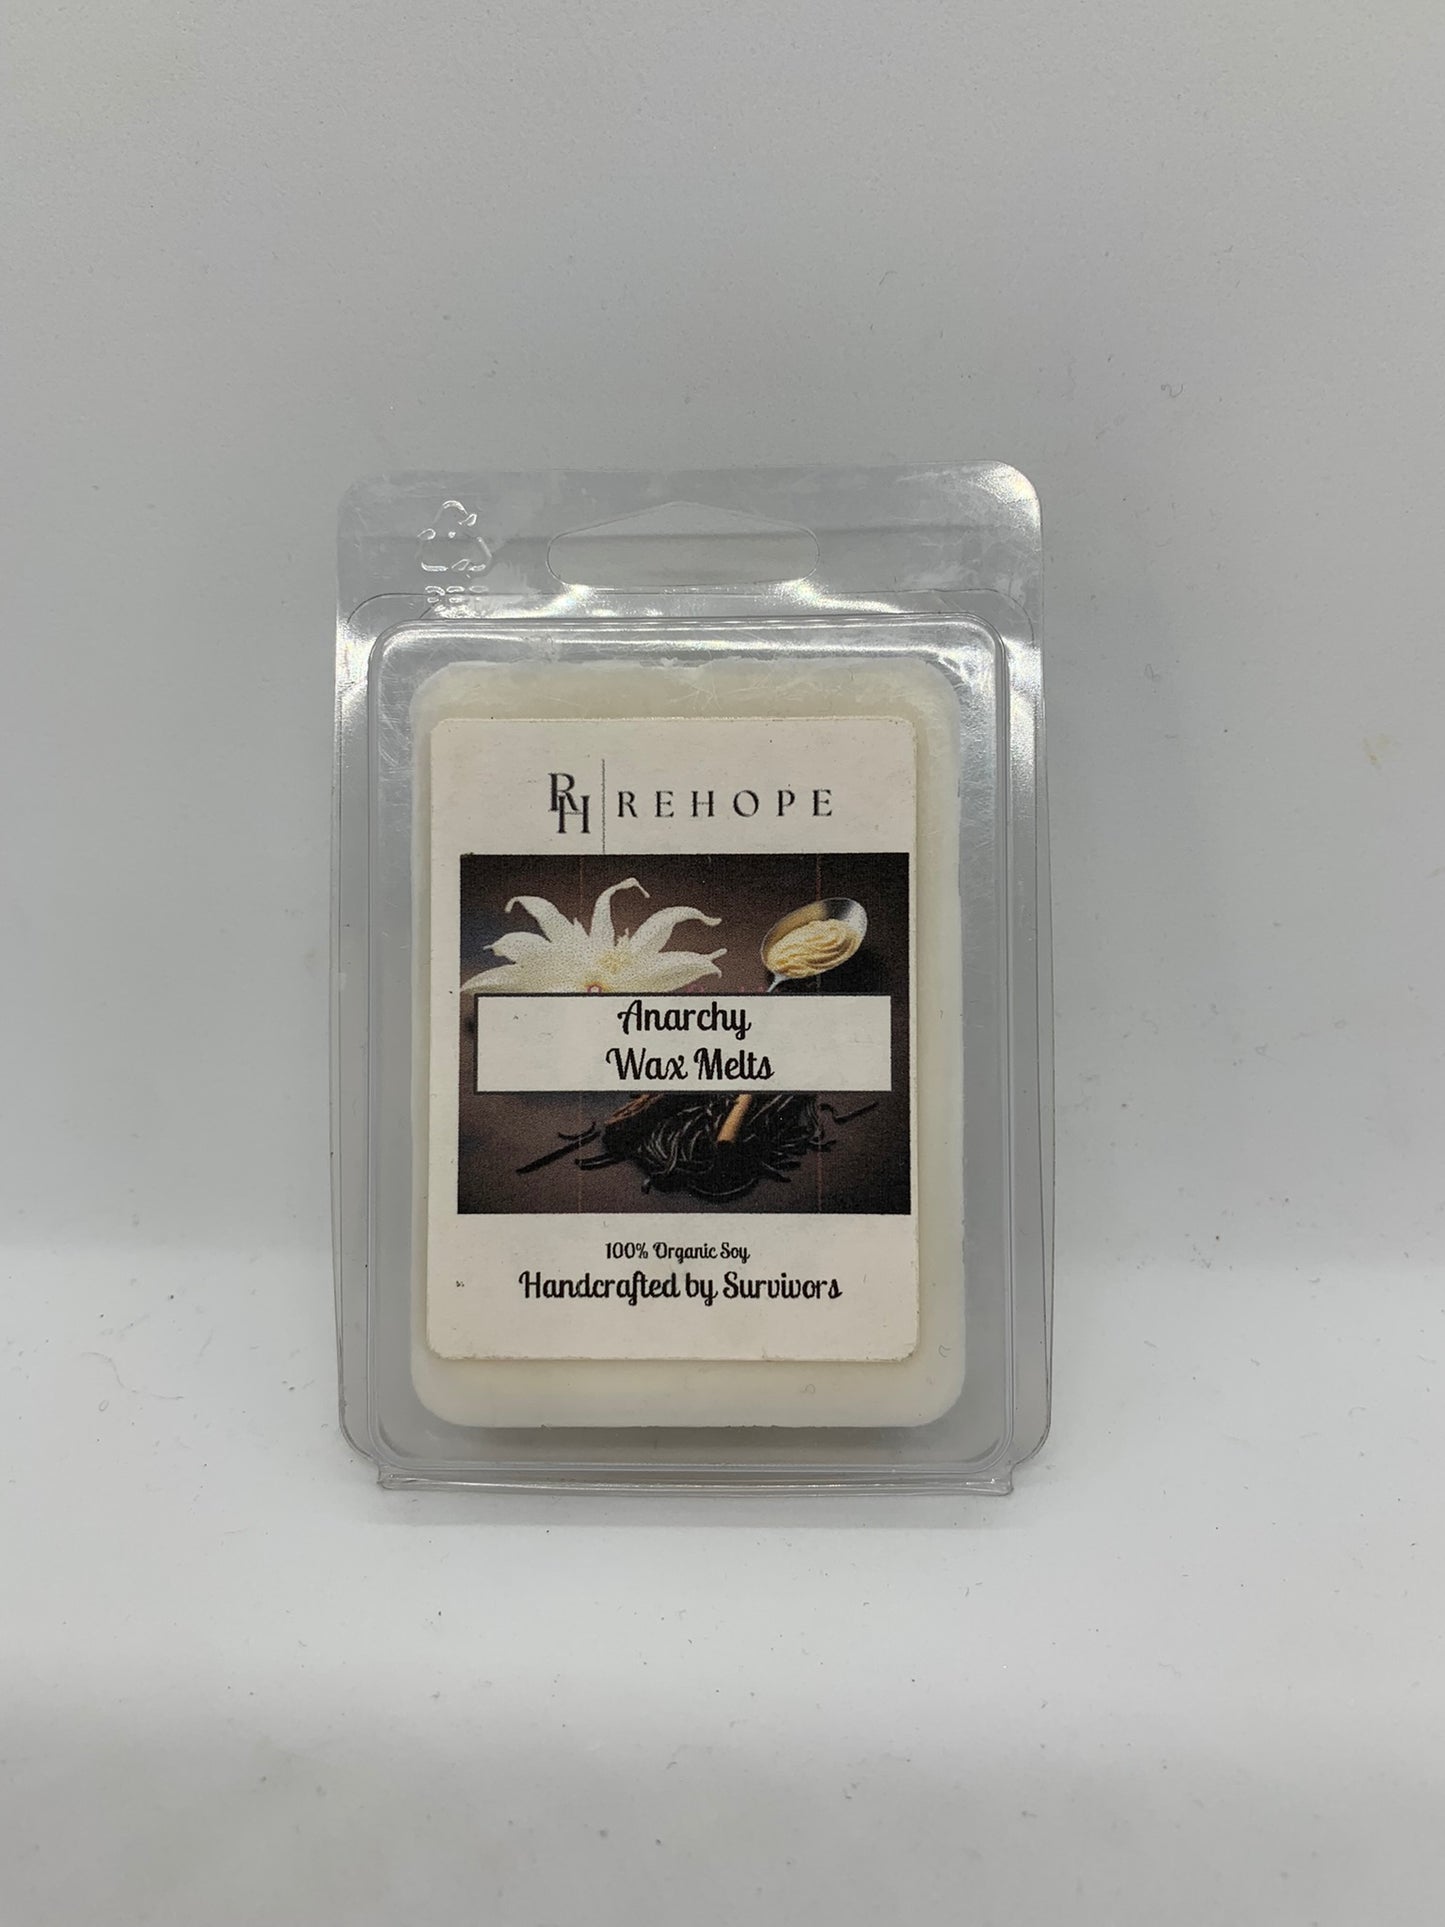 RH REHOPE
Anarchy
Wax Melts
100% Organic Soy
Handcrafted by Survivors